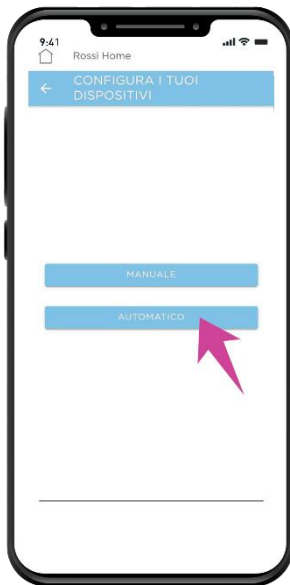 9:41
Rossi Home
CONFIGURA I TUOI
DISPOSITIVI
MANUALE
AUTOMATICO